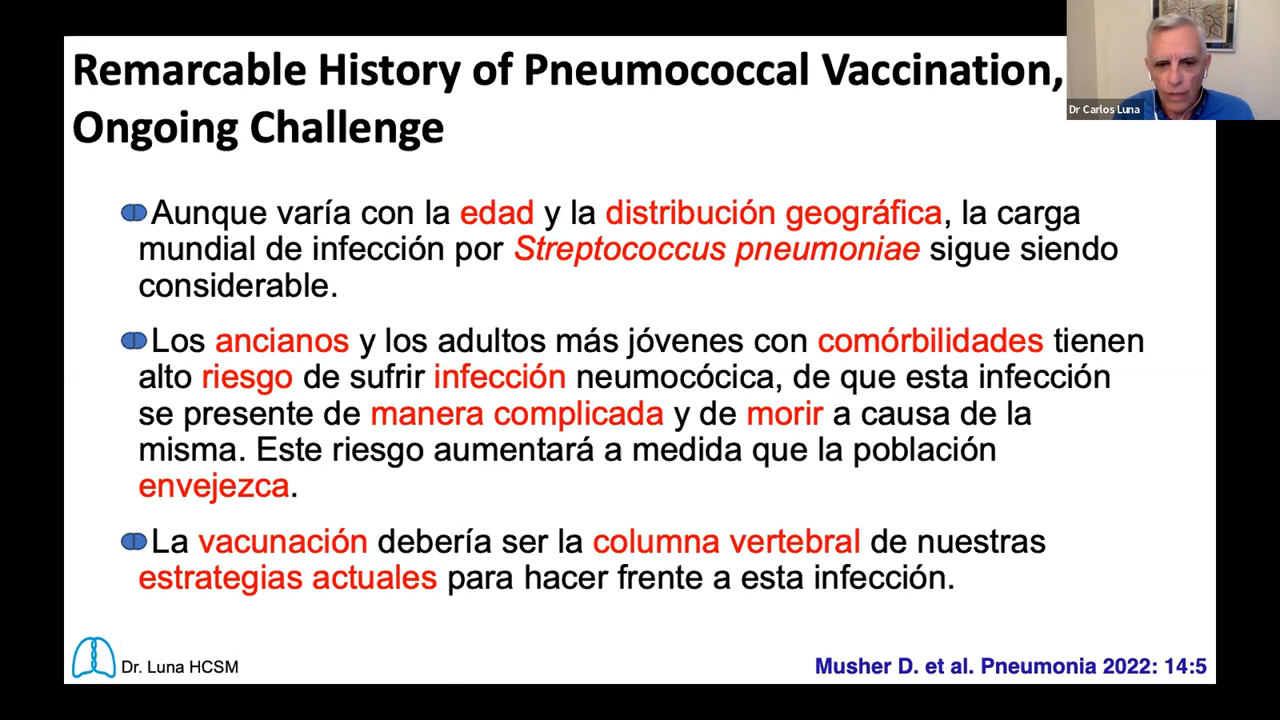 Remarcable History of Pneumococcal Vaccination,
Ongoing Challenge
Dr Carlos Luna
Aunque varía con la edad y la distribución geográfica, la carga
mundial de infección por Streptococcus pneumoniae sigue siendo
considerable.
Los ancianos y los adultos más jóvenes con comórbilidades tienen
alto riesgo de sufrir infección neumocócica, de que esta infección
se presente de manera complicada y de morir a causa de la
misma. Este riesgo aumentará a medida que la población
envejezca.
La vacunación debería ser la columna vertebral de nuestras
estrategias actuales para hacer frente a esta infección.
Dr. Luna HCSM
Musher D. et al. Pneumonia 2022: 14:5